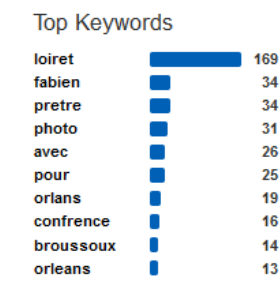 Top Keywords
loiret 169
fabien 34
pretre 34
photo 31
avec 26
pour 25
orlans 19
confrence 16
broussoux 14
orleans 13